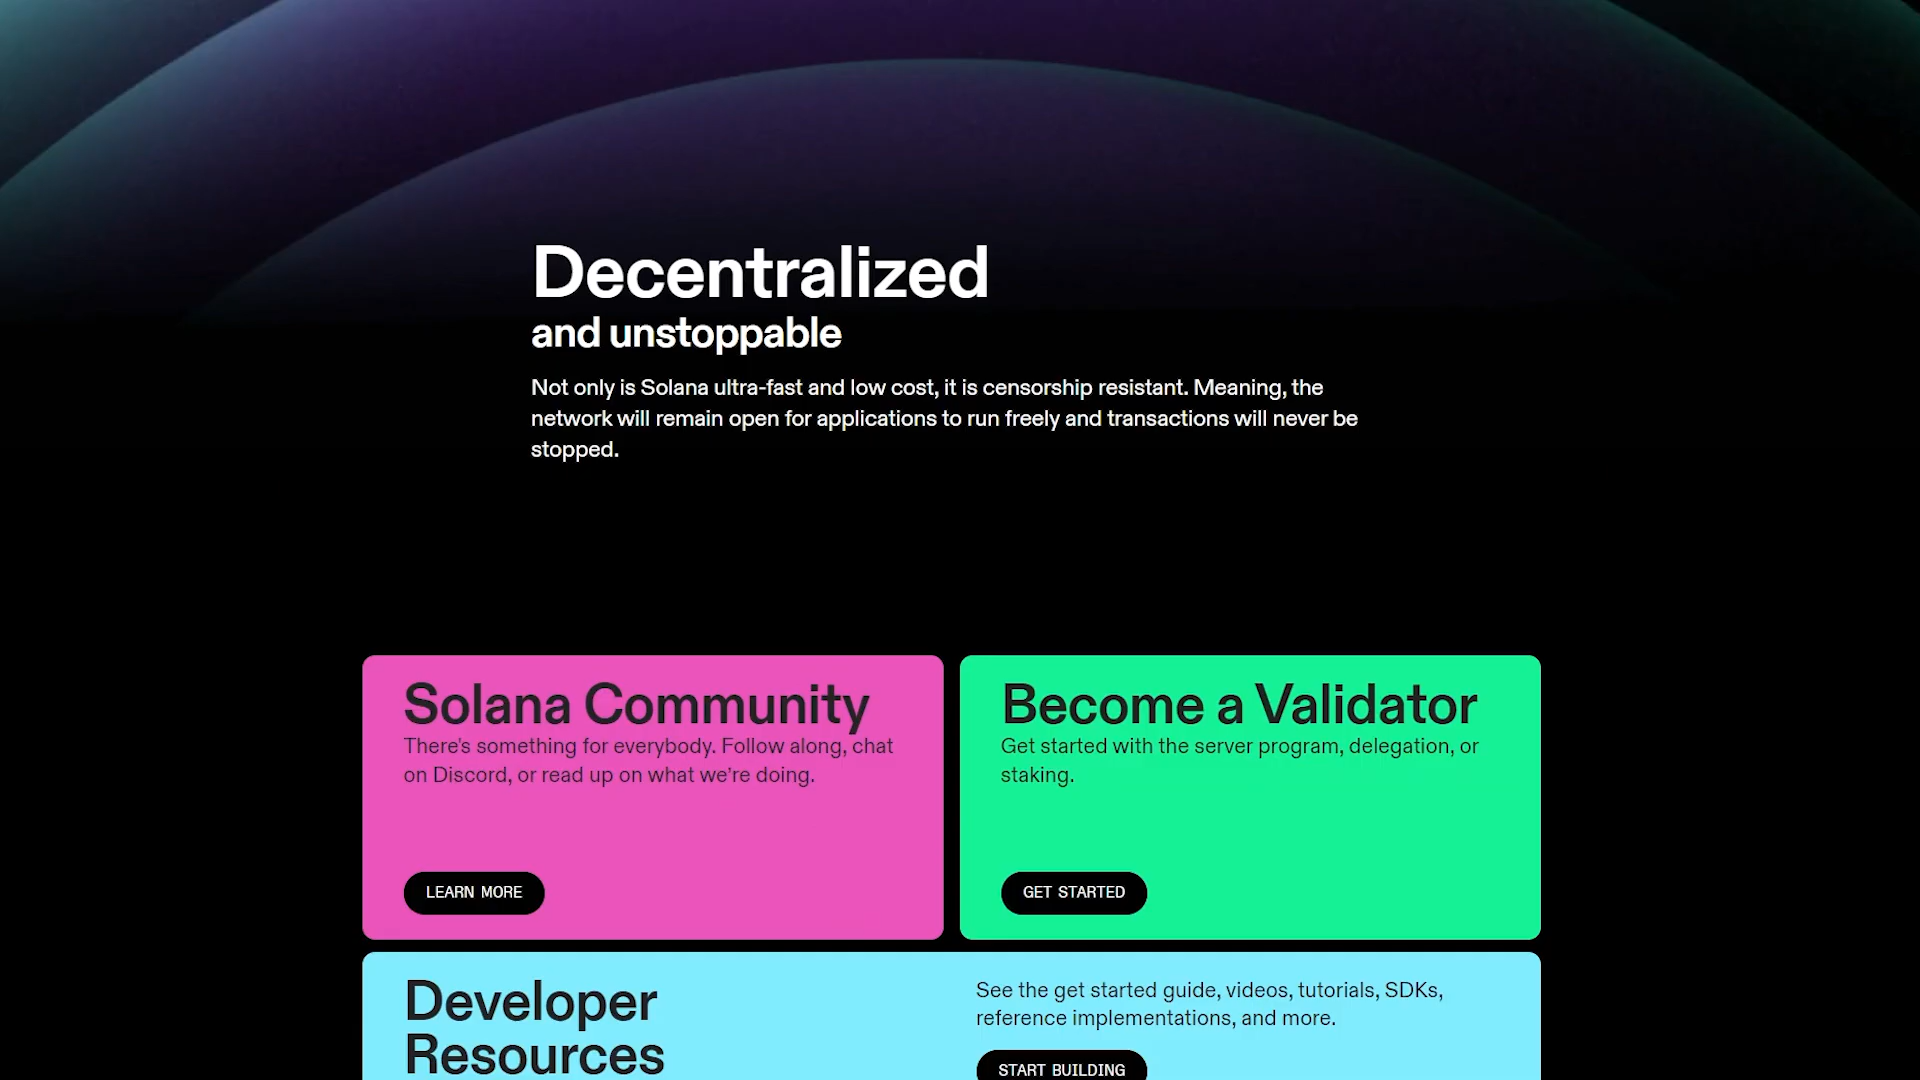 Decentralized
and unstoppable
Not only is Solana ultra-fast and low cost, it is censorship resistant. Meaning, the
network will remain open for applications to run freely and transactions will never be
stopped.
Solana Community
There's something for everybody. Follow along, chat
on Discord, or read up on what we're doing.
LEARN MORE
Become a Validator
Get started with the server program, delegation, or
staking.
GET STARTED
Developer
Resources
See the get started guide, videos, tutorials, SDKs,
reference implementations, and more.
START BUILDING